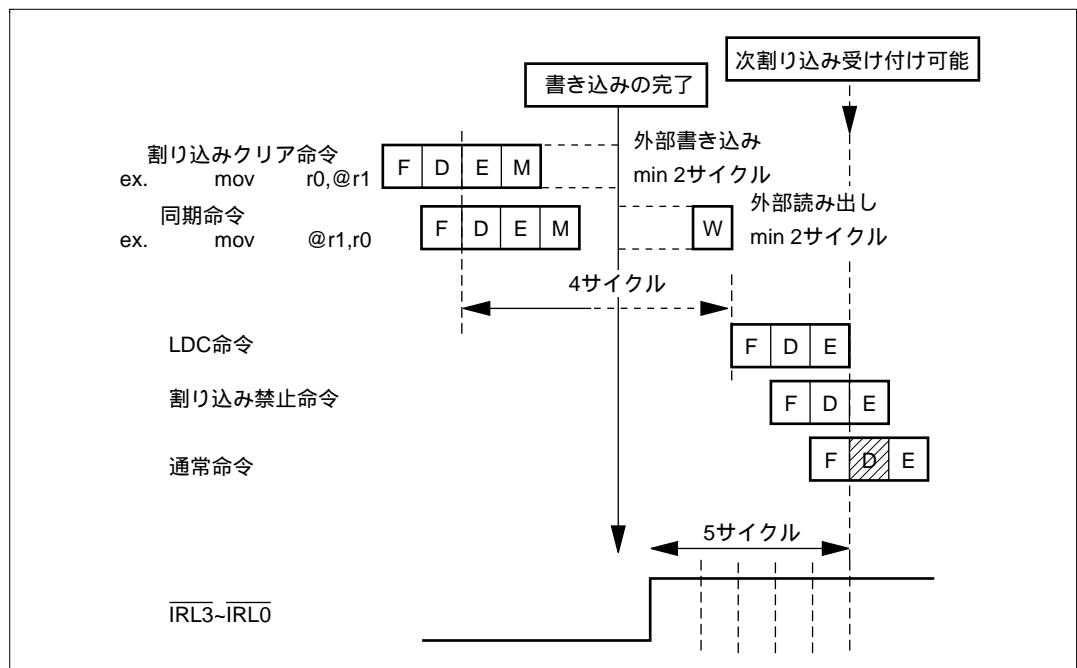 次割り込み受け付け可能
書き込みの完了
割り込みクリア命令
ex. mov r0,@r1
F D E M
外部書き込み
min 2サイクル
同期命令
ex. mov @r1,r0
F D E M
W
外部読み出し
min 2サイクル
4サイクル
LDC命令
F D E
割り込み禁止命令
F D E
通常命令
F D E
5サイクル
IRL3~IRL0